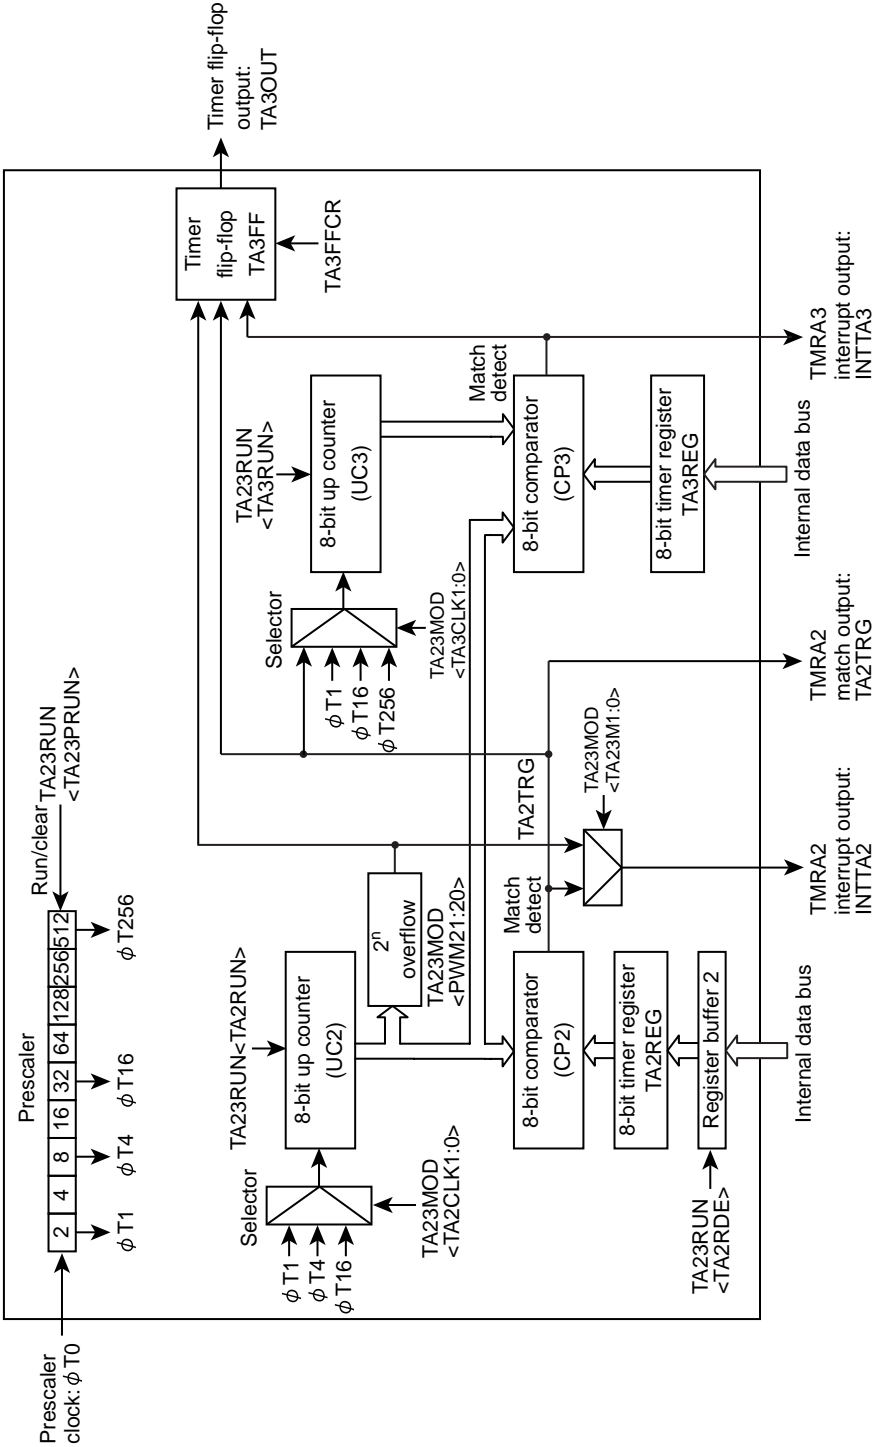 Prescaler
clock: ϕT0
Prescaler
2 4 8 16 32 64 128 256 512
Run/clear
TA23RUN
<TA23PRUN>
ϕT1
ϕT4
ϕT16
ϕT256
Timer flip-flop
output:
TA3OUT
Timer
flip-flop
TA3FF
TA3FFCR
TA23RUN<TA2RUN>
Selector
ϕT1
ϕT4
ϕT16
8-bit up counter
(UC2)
TA23MOD
<TA2CLK1:0>
2n
overflow
TA23MOD
<PWM21:20>
TA23RUN
<TA3RUN>
Selector
ϕT1
ϕT16
ϕT256
8-bit up counter
(UC3)
TA23MOD
<TA3CLK1:0>
Match
detect
TA2TRG
8-bit comparator
(CP2)
Match
detect
8-bit comparator
(CP3)
TA23MOD
<TA23M1:0>
8-bit timer register
TA2REG
8-bit timer register
TA3REG
Register buffer 2
TA23RUN
<TA2RDE>
Internal data bus
TMRA2
interrupt output:
INTTA2
TMRA2
match output:
TA2TRG
Internal data bus
TMRA3
interrupt output:
INTTA3